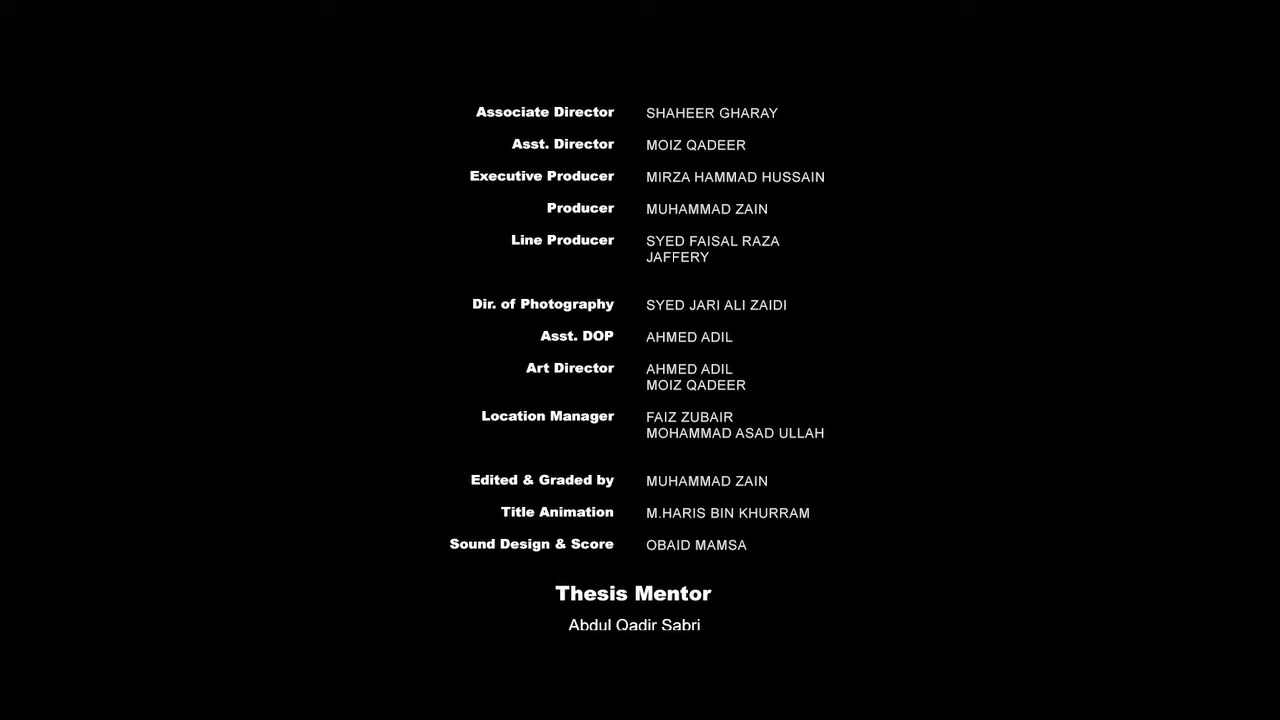 Associate Director SHAHEER GHARAY
Asst. Director MOIZ QADEER
Executive Producer MIRZA HAMMAD HUSSAIN
Producer MUHAMMAD ZAIN
Line Producer SYED FAISAL RAZA
JAFFERY
Dir. of Photography SYED JARI ALI ZAIDI
Asst. DOP AHMED ADIL
Art Director AHMED ADIL
MOIZ QADEER
Location Manager FAIZ ZUBAIR
MOHAMMAD ASAD ULLAH
Edited & Graded by MUHAMMAD ZAIN
Title Animation M.HARIS BIN KHURRAM
Sound Design & Score OBAID MAMSA
Thesis Mentor
Abdul Qadir Sabri